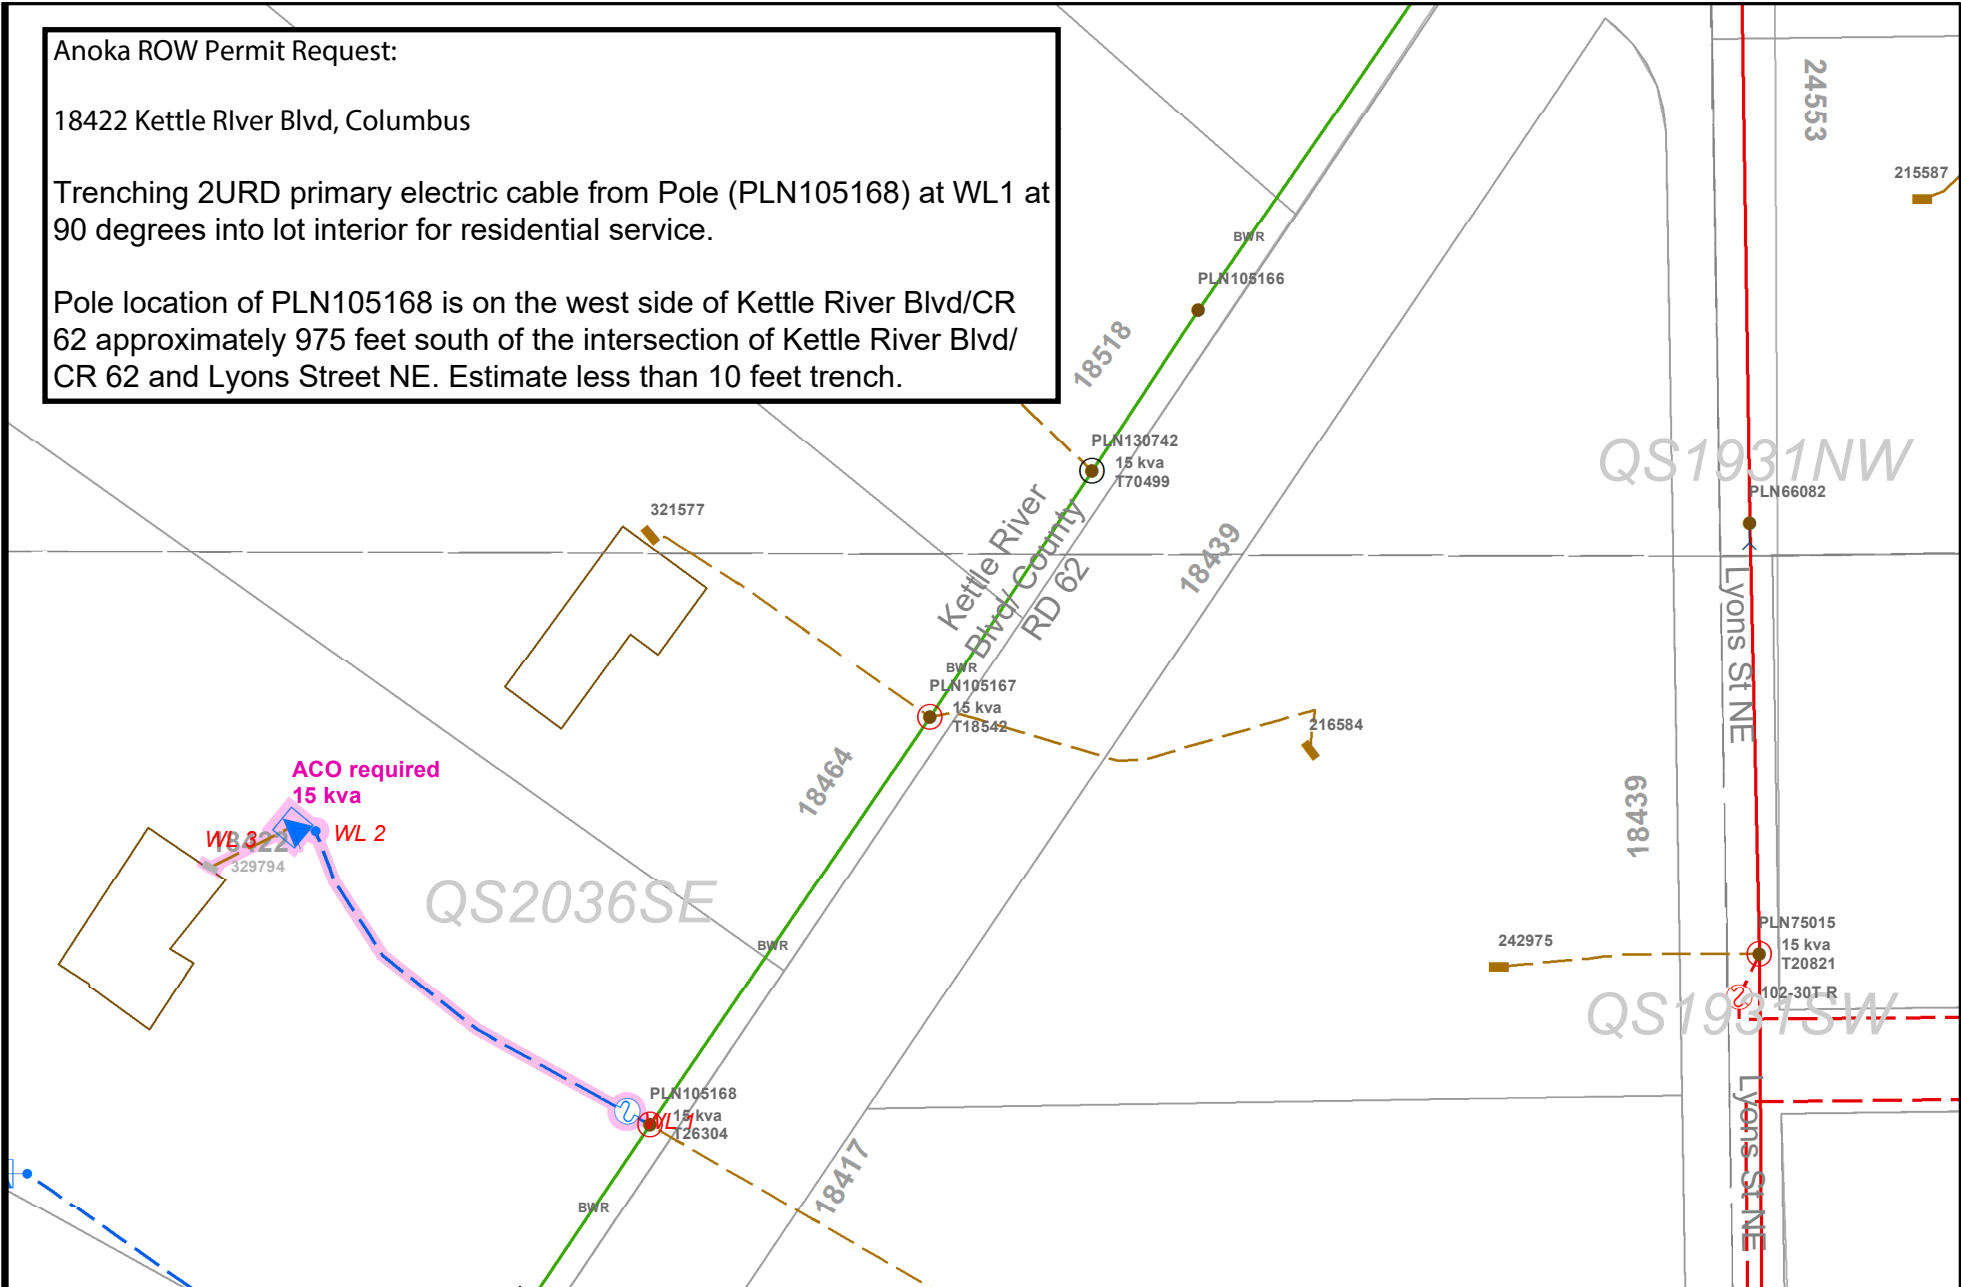 Anoka ROW Permit Request:
18422 Kettle RIver Blvd, Columbus
Trenching 2URD primary electric cable from Pole (PLN105168) at WL1 at
90 degrees into lot interior for residential service.
Pole location of PLN105168 is on the west side of Kettle River Blvd/CR
62 approximately 975 feet south of the intersection of Kettle River Blvd/
CR 62 and Lyons Street NE. Estimate less than 10 feet trench.
24553
215587
BWR
PLN105166
18518
PLN130742
15 kva
T70499
QS1931NW
PLN66082
321577
Kettle River
Blvd/ County
RD 62
18439
Lyons St NE
BWR
PLN105167
15 kva
T18542
216584
18464
ACO required
15 kva
WL 3
18422
329794
WL 2
18439
QS2036SE
BWR
242975
PLN75015
15 kva
T20821
102-30T R
QS1931SW
PLN105168
15 kva
WL 1
T26304
18417
Lyons St NE
BWR